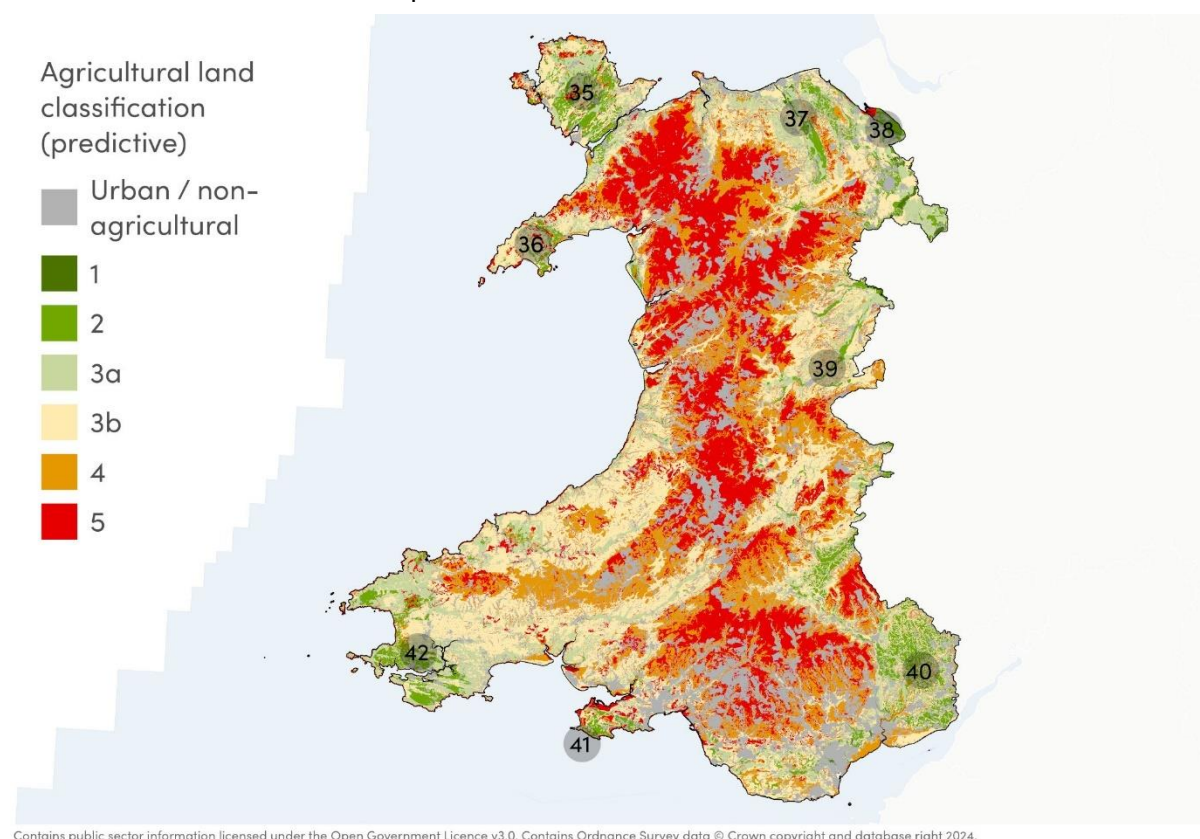 Agricultural land
classification
(predictive)
Urban / non-
agricultural
1
2
3a
3b
4
5
35
36
37
38
39
40
41
42
Contains public sector information licensed under the Open Government Licence v3.0. Contains Ordnance Survey data © Crown copyright and database right 2024.